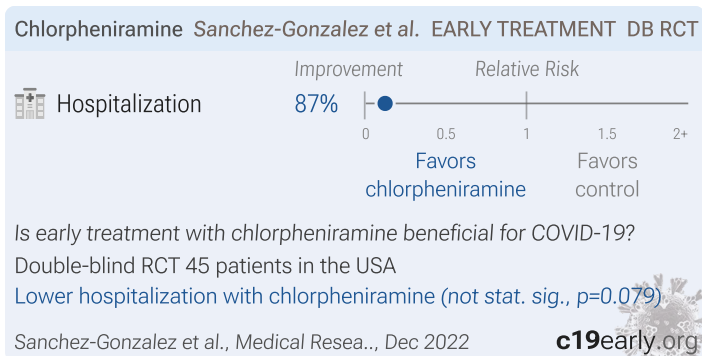 Chlorpheniramine Sanchez-Gonzalez et al. EARLY TREATMENT DB RCT
Improvement Relative Risk
Hospitalization 87%
0 0.5 1 1.5 2+
Favors chlorpheniramine
Favors control
Is early treatment with chlorpheniramine beneficial for COVID-19?
Double-blind RCT 45 patients in the USA
Lower hospitalization with chlorpheniramine (not stat. sig., p=0.079)
Sanchez-Gonzalez et al., Medical Resea.., Dec 2022
c19early.org